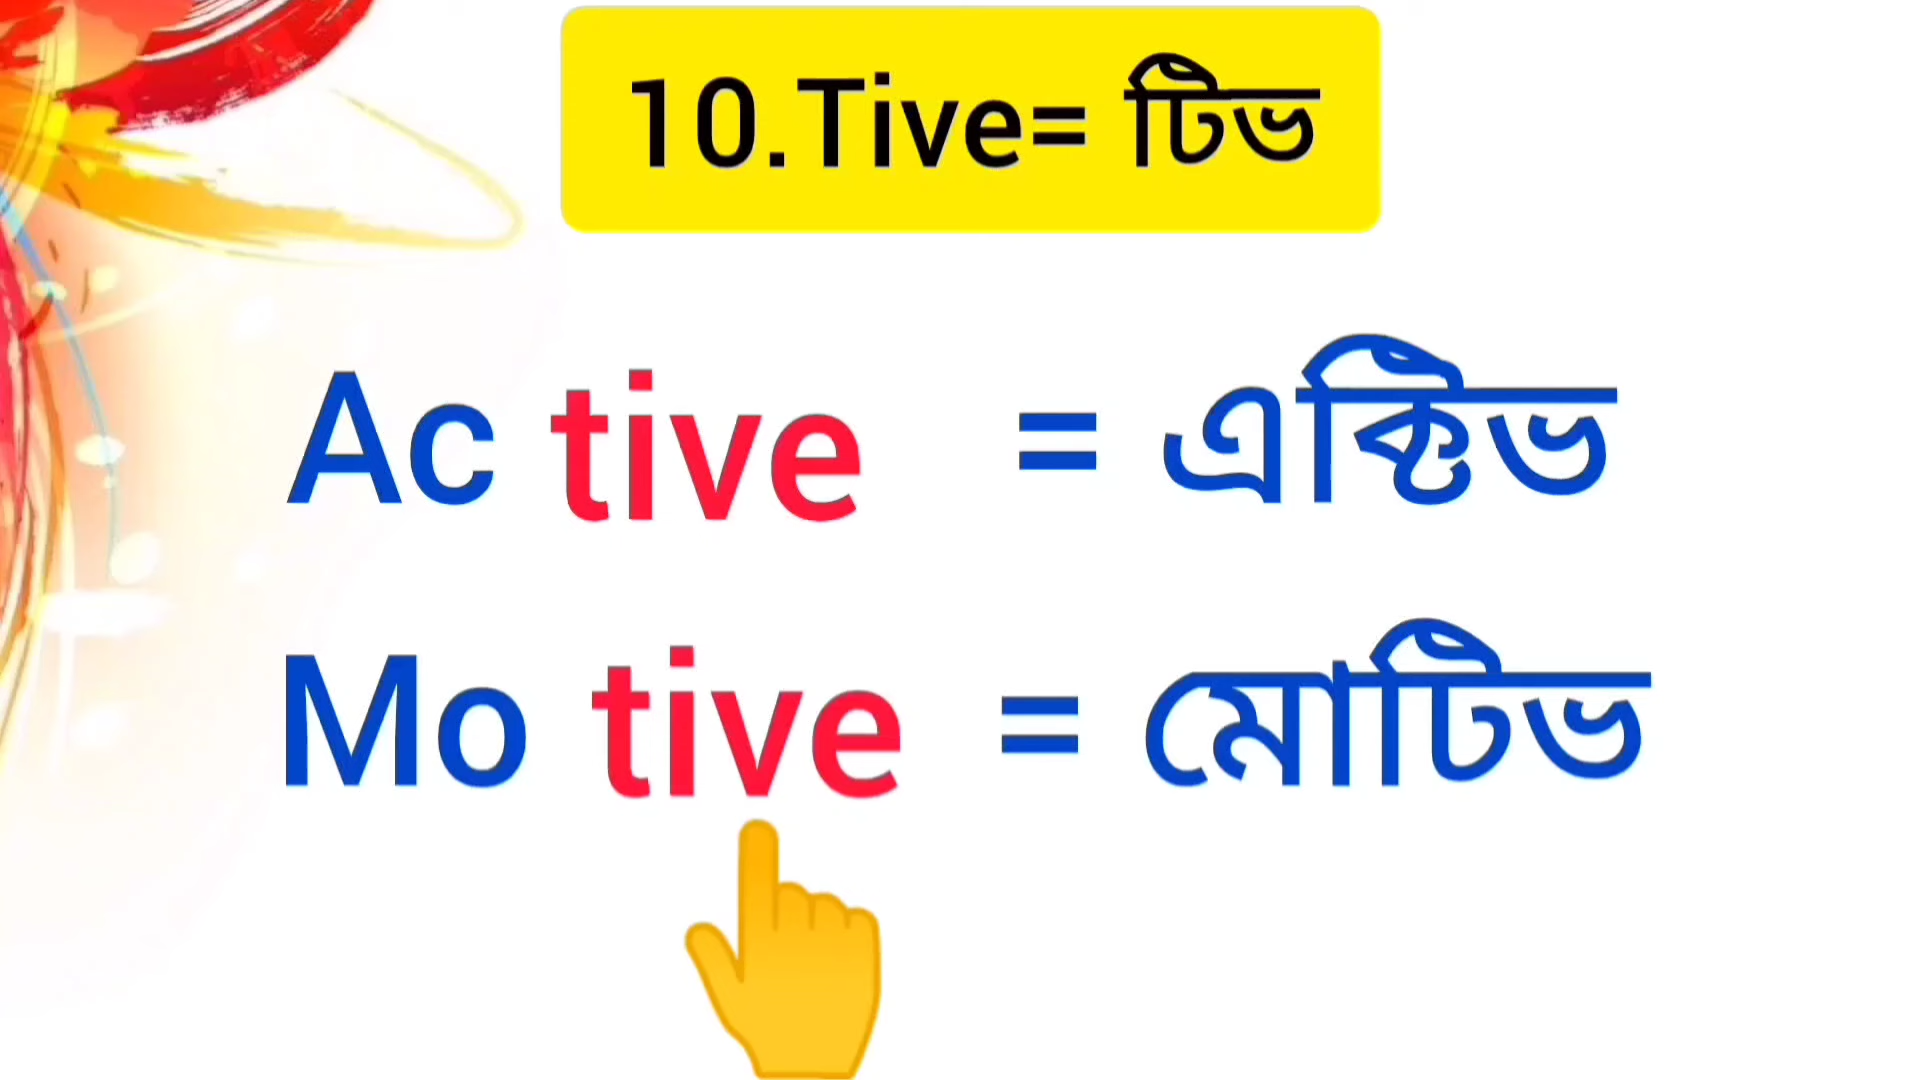 10.Tive= টিভ
Ac tive = এক্টিভ
Mo tive = মোটিভ